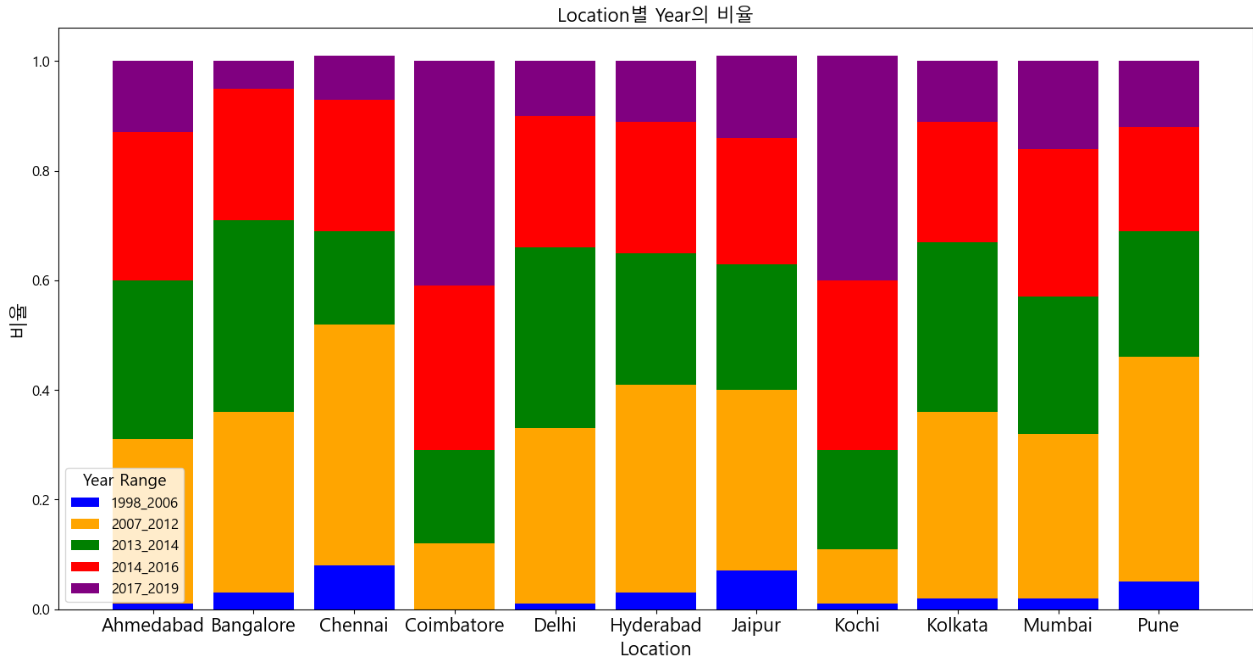 Location별 Year의 비율
비율
1.0
0.8
0.6
0.4
0.2
0.0
Year Range
1998_2006
2007_2012
2013_2014
2014_2016
2017_2019
Ahmedabad Bangalore Chennai Coimbatore Delhi Hyderabad Jaipur Kochi Kolkata Mumbai Pune
Location